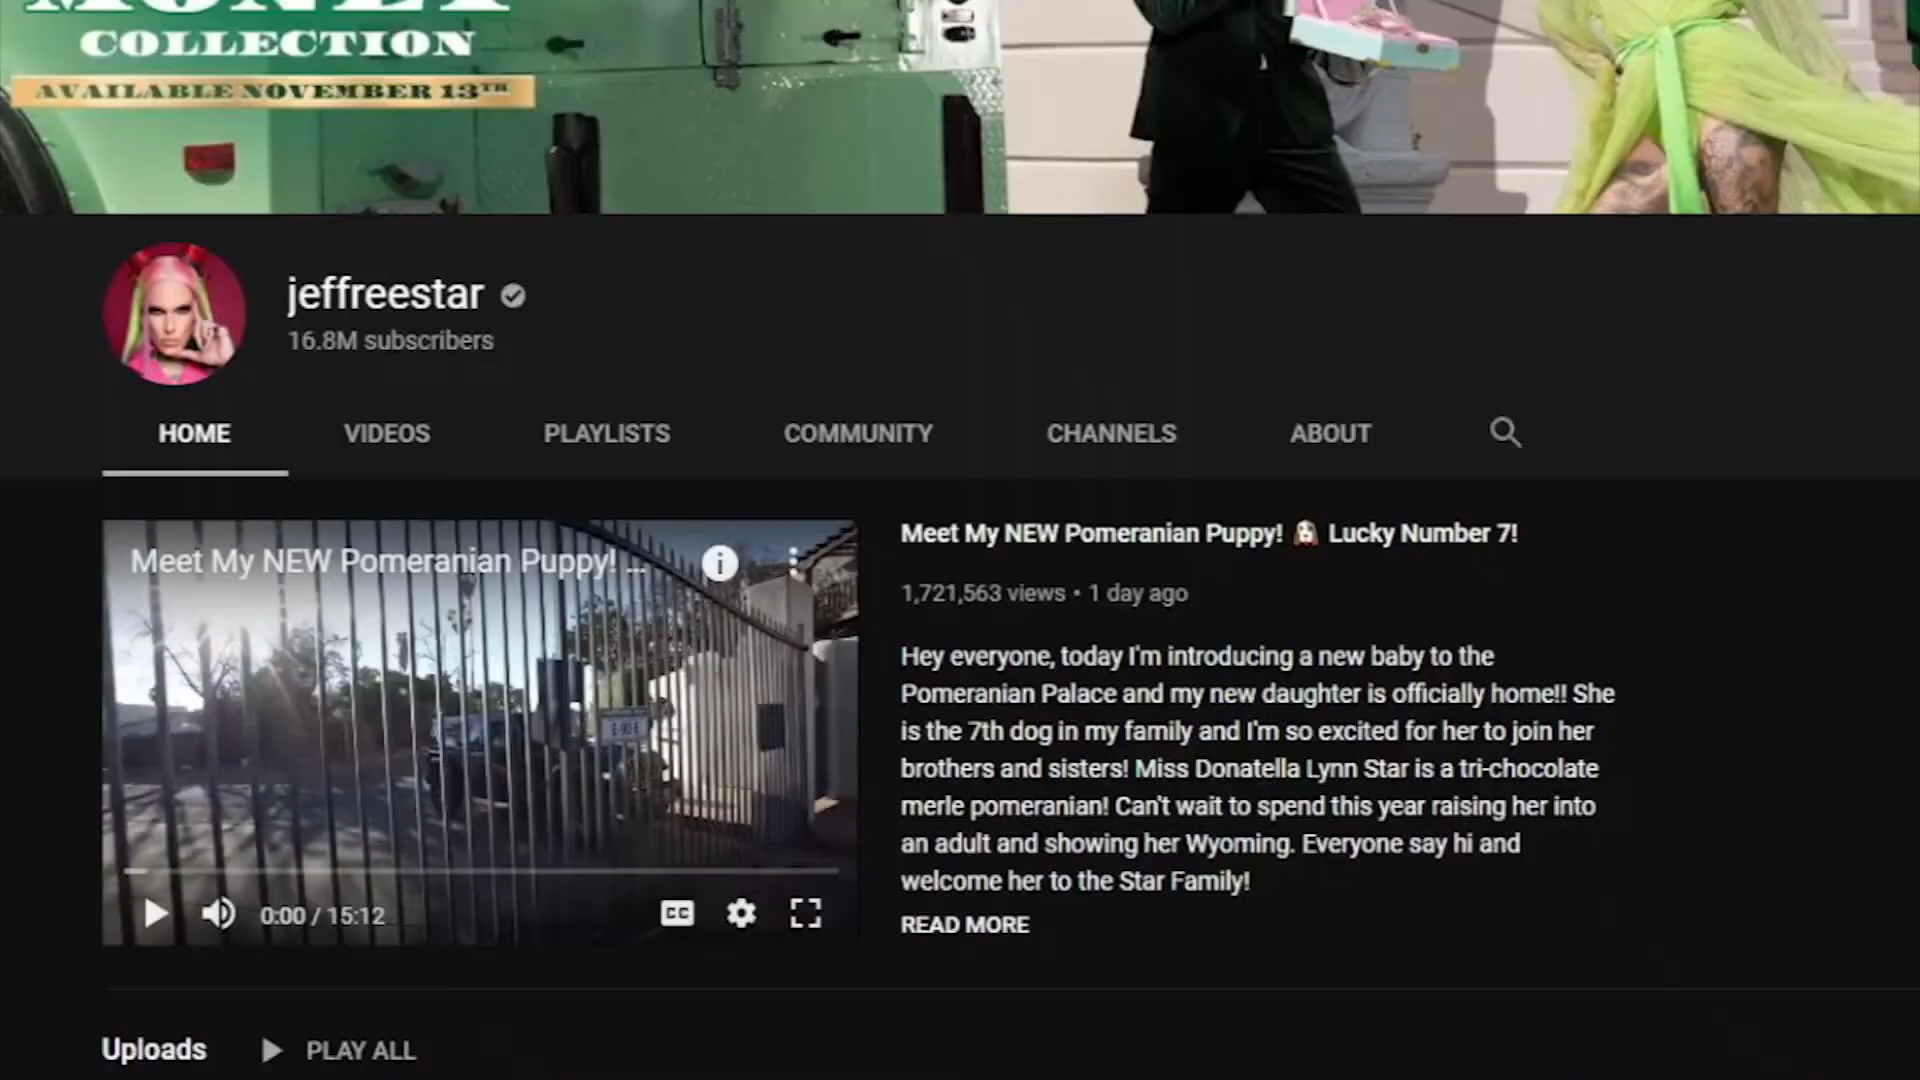 MONEY
COLLECTION
AVAILABLE NOVEMBER 13TH
jeffreestar
16.8M subscribers
HOME VIDEOS PLAYLISTS COMMUNITY CHANNELS ABOUT
Meet My NEW Pomeranian Puppy! ...
i
E-90-E
CC
0:00 / 15:12
Meet My NEW Pomeranian Puppy! Lucky Number 7!
1,721,563 views • 1 day ago
Hey everyone, today I'm introducing a new baby to the
Pomeranian Palace and my new daughter is officially home!! She
is the 7th dog in my family and I'm so excited for her to join her
brothers and sisters! Miss Donatella Lynn Star is a tri-chocolate
merle pomeranian! Can't wait to spend this year raising her into
an adult and showing her Wyoming. Everyone say hi and
welcome her to the Star Family!
READ MORE
Uploads PLAY ALL